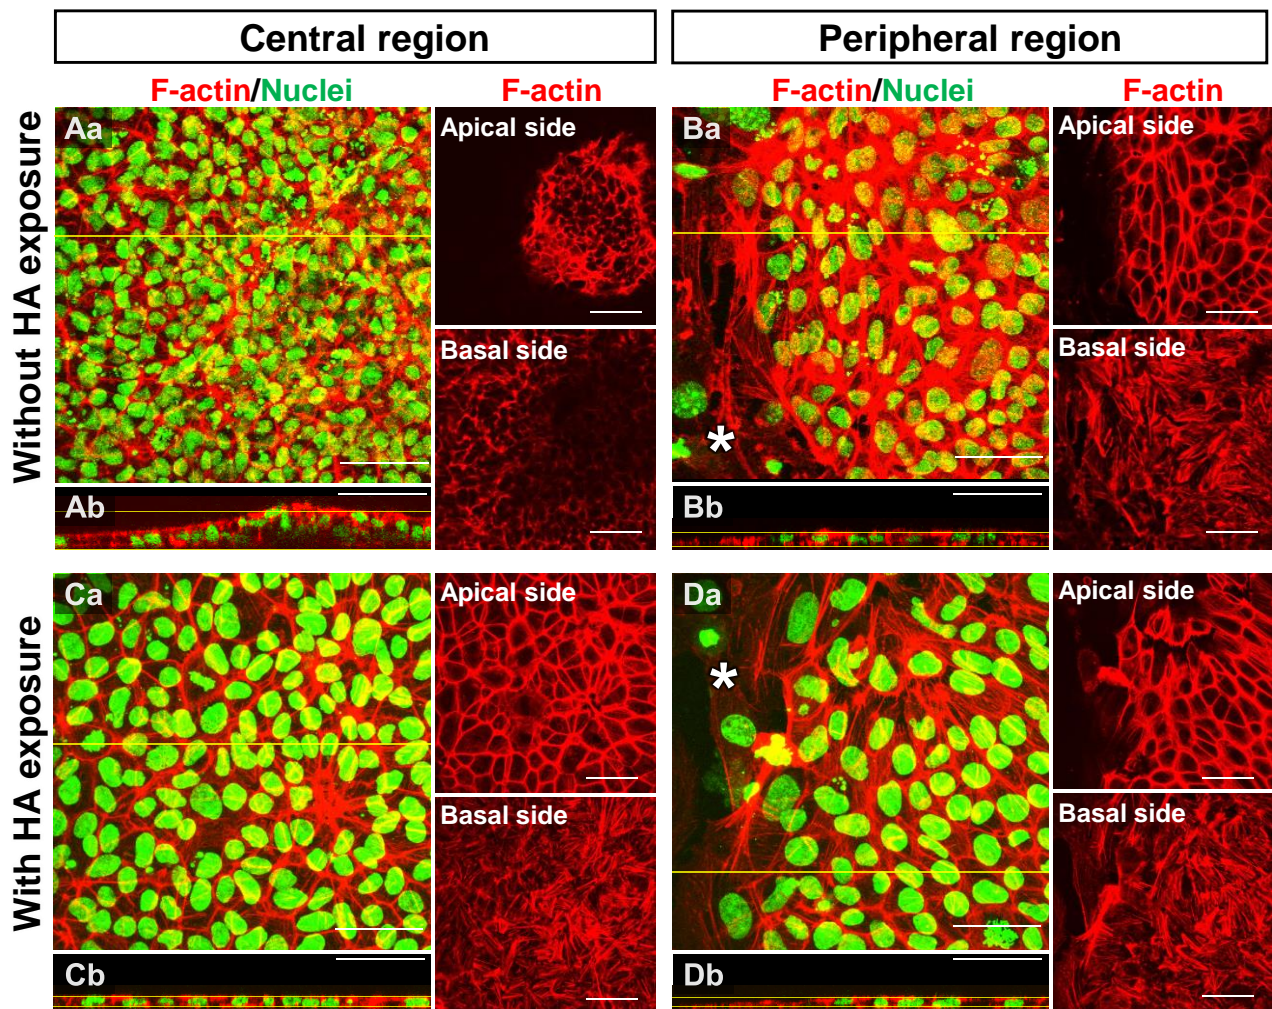 Central region
Peripheral region
F-actin/Nuclei
F-actin
F-actin/Nuclei
F-actin
Without HA exposure
Aa
Apical side
Basal side
Ab
Ba
Apical side
Basal side
*
Bb
With HA exposure
Ca
Apical side
Basal side
Cb
Da
Apical side
Basal side
*
Db